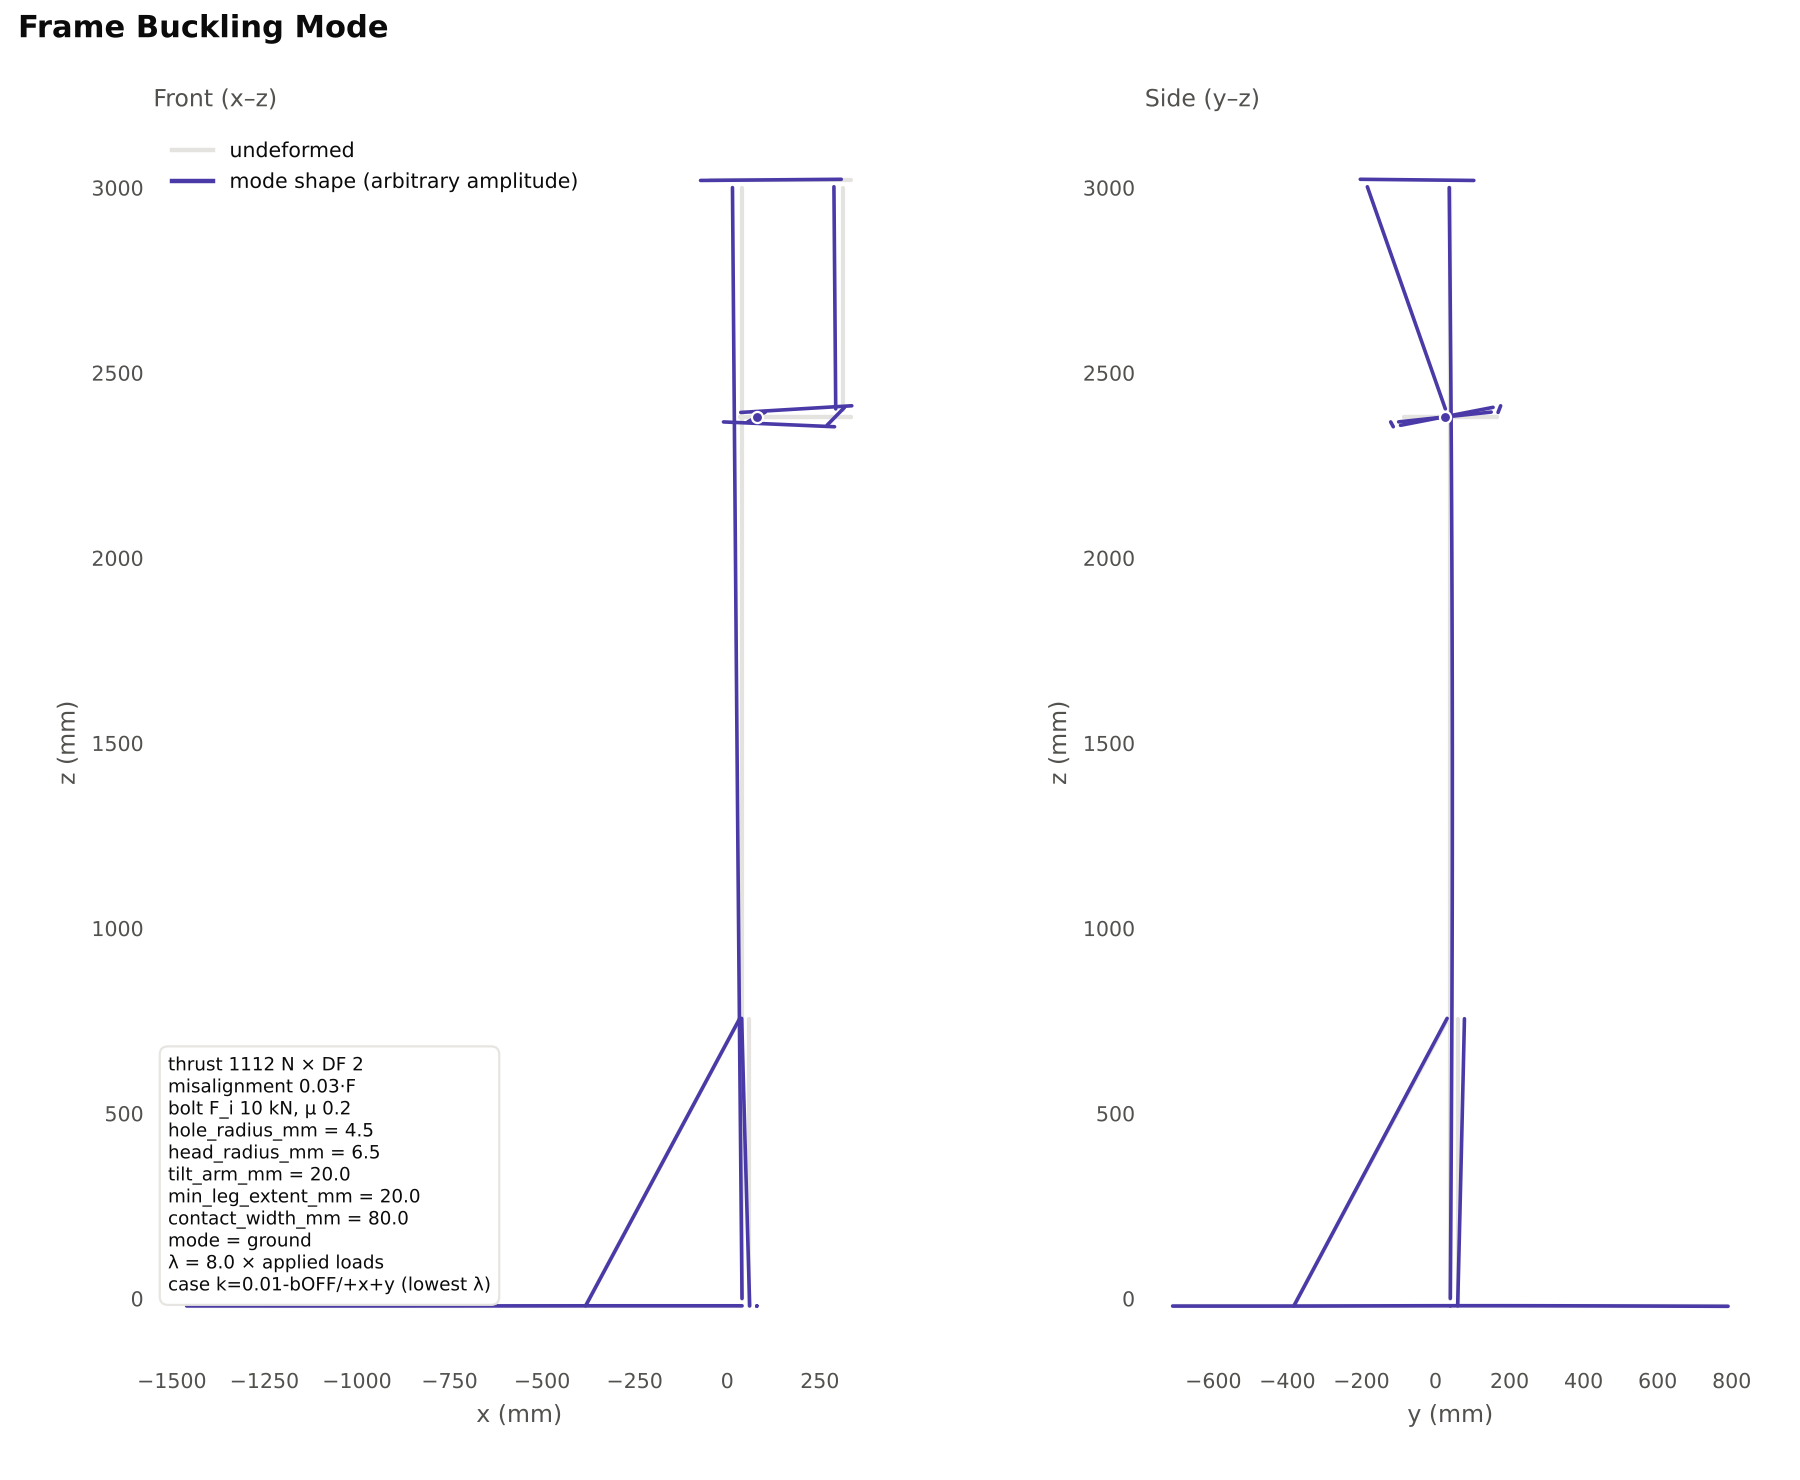 Frame Buckling Mode
Front (x–z)
undeformed
mode shape (arbitrary amplitude)
3000
2500
2000
1500
1000
500
0
z (mm)
thrust 1112 N × DF 2
misalignment 0.03·F
bolt F_i 10 kN, μ 0.2
hole_radius_mm = 4.5
head_radius_mm = 6.5
tilt_arm_mm = 20.0
min_leg_extent_mm = 20.0
contact_width_mm = 80.0
mode = ground
λ = 8.0 × applied loads
case k=0.01-bOFF/+x+y (lowest λ)
−1500 −1250 −1000 −750 −500 −250 0 250
x (mm)
Side (y–z)
3000
2500
2000
1500
1000
500
0
z (mm)
−600 −400 −200 0 200 400 600 800
y (mm)